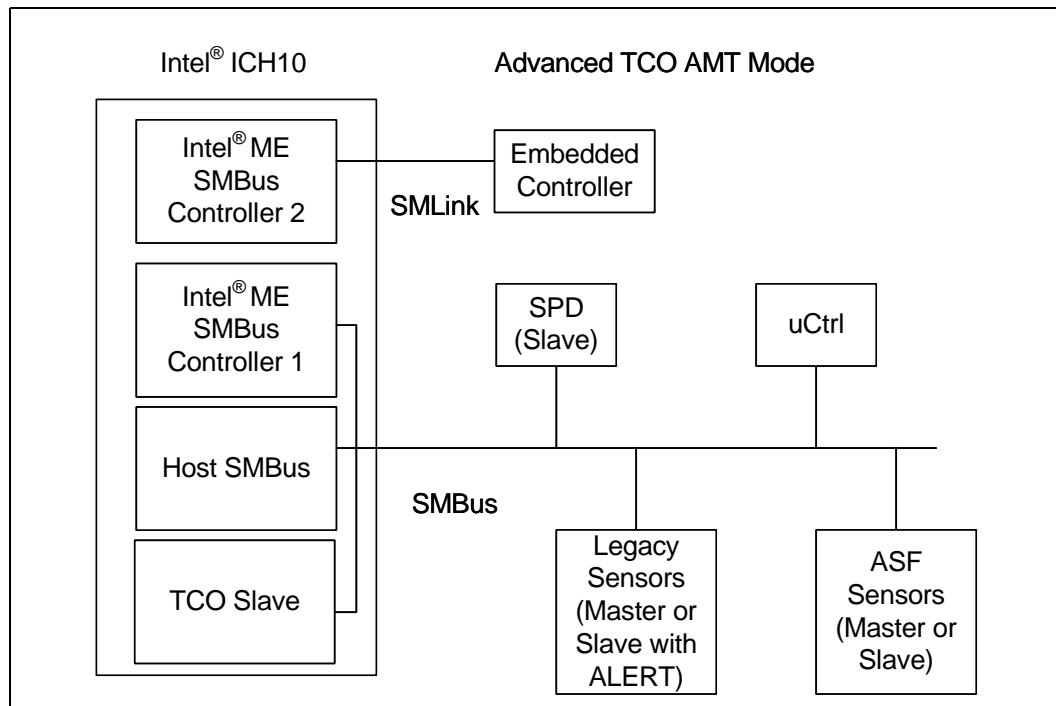 Intel® ICH10
Advanced TCO AMT Mode
Intel® ME
SMBus
Controller 2
Embedded
Controller
SMLink
Intel® ME
SMBus
Controller 1
SPD
(Slave)
uCtrl
Host SMBus
SMBus
TCO Slave
Legacy
Sensors
(Master or
Slave with
ALERT)
ASF
Sensors
(Master or
Slave)